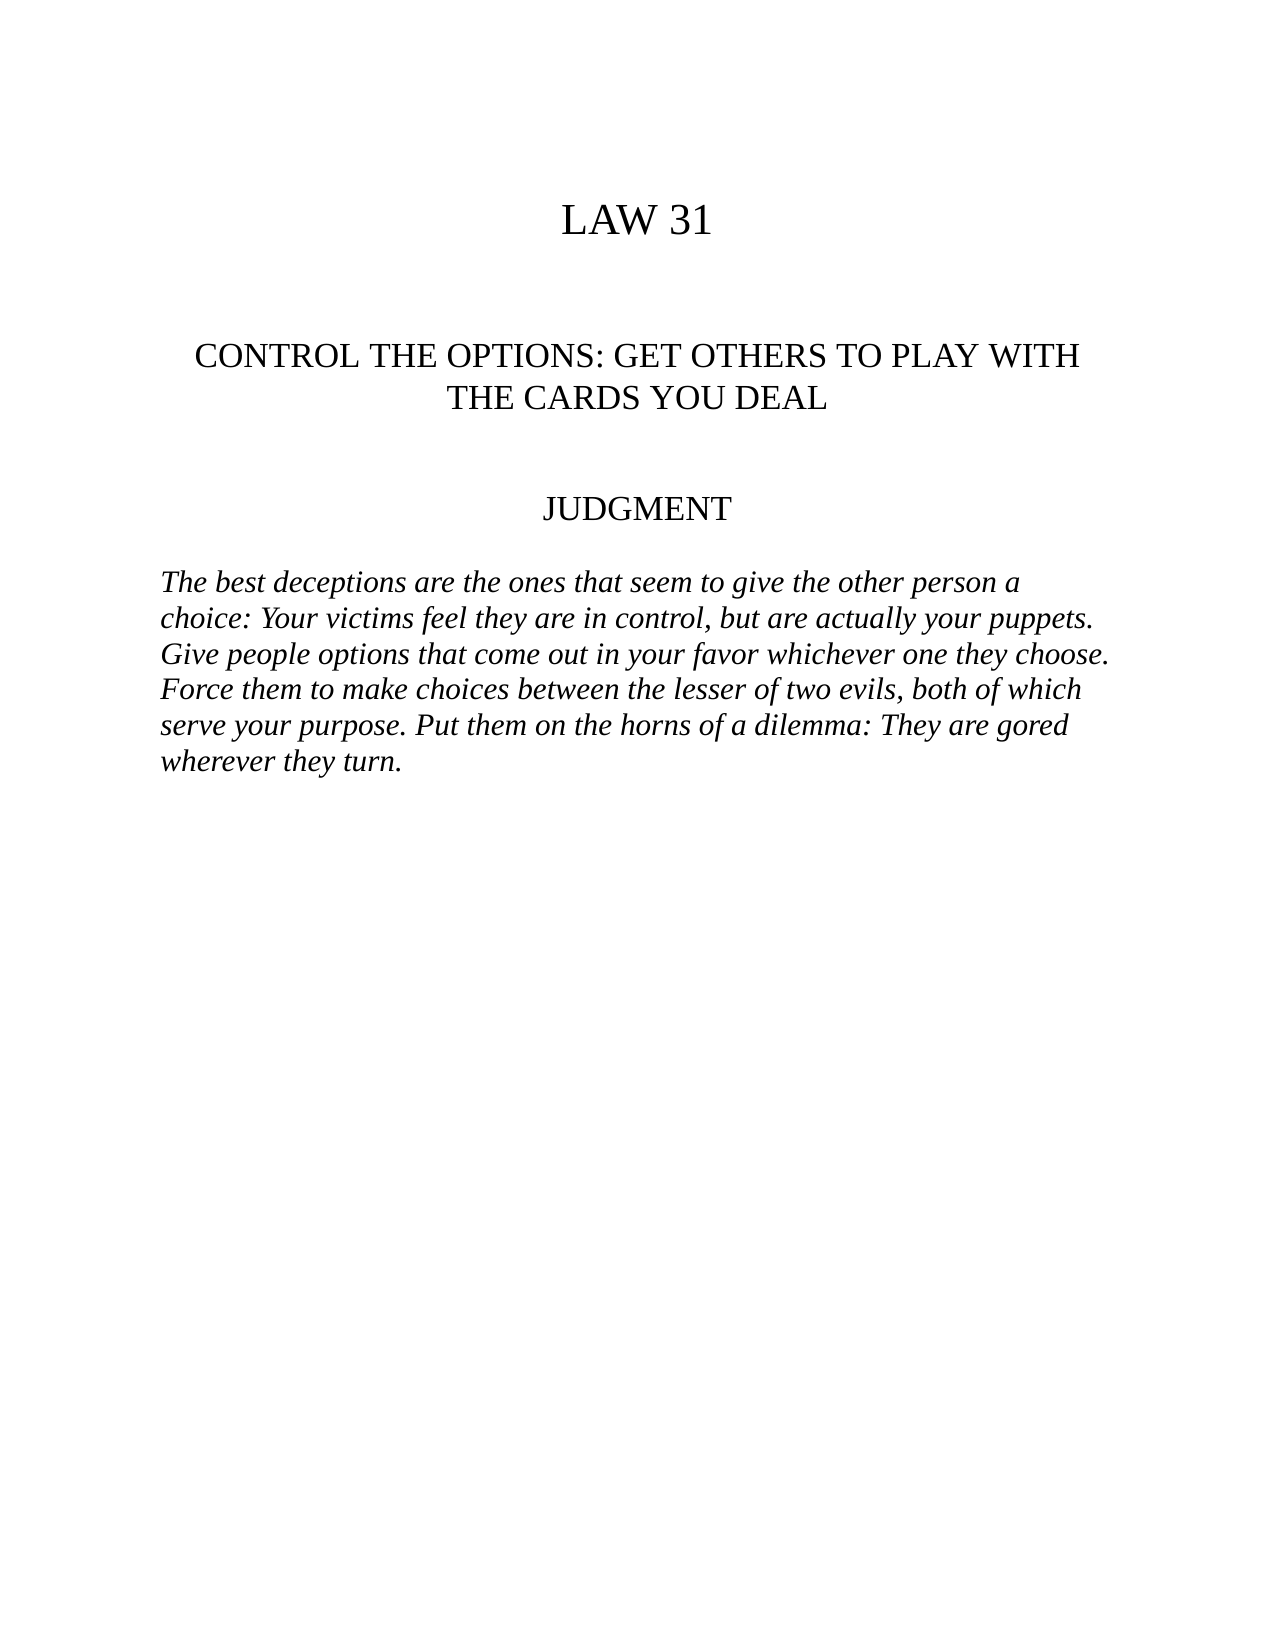 LAW 31
CONTROL THE OPTIONS: GET OTHERS TO PLAY WITH
THE CARDS YOU DEAL
JUDGMENT
The best deceptions are the ones that seem to give the other person a
choice: Your victims feel they are in control, but are actually your puppets.
Give people options that come out in your favor whichever one they choose.
Force them to make choices between the lesser of two evils, both of which
serve your purpose. Put them on the horns of a dilemma: They are gored
wherever they turn.